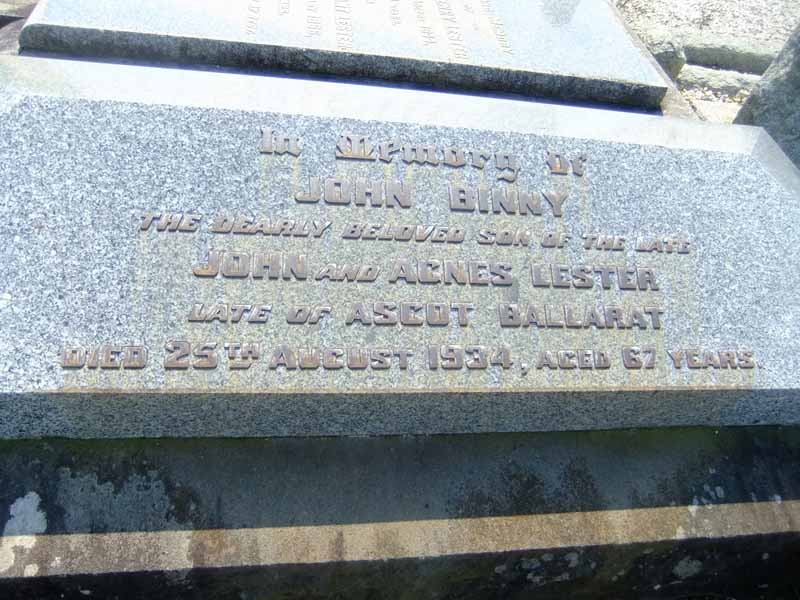 In Memory of
JOHN BINNY
THE DEARLY BELOVED SON OF THE LATE
JOHN AND AGNES LESTER
LATE OF ASCOT BALLARAT
DIED 25TH AUGUST 1934, AGED 67 YEARS.